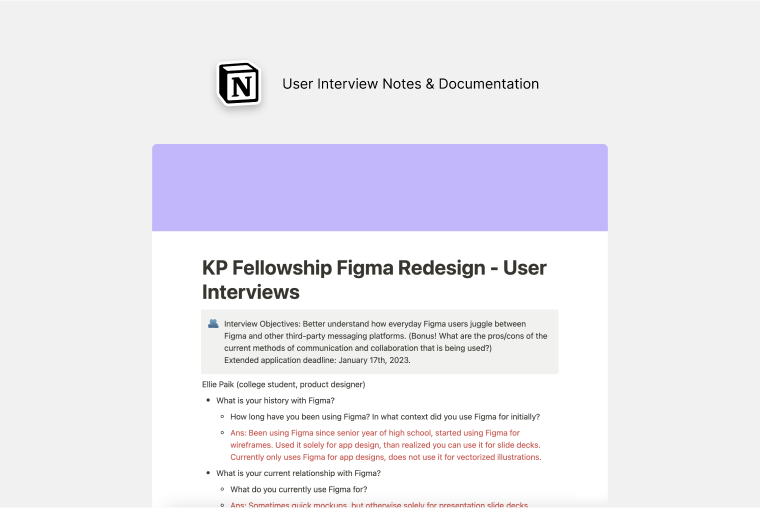 N
User Interview Notes & Documentation
KP Fellowship Figma Redesign - User
Interviews
Interview Objectives: Better understand how everyday Figma users juggle between
Figma and other third-party messaging platforms. (Bonus! What are the pros/cons of the
current methods of communication and collaboration that is being used?)
Extended application deadline: January 17th, 2023.
Ellie Paik (college student, product designer)
What is your history with Figma?
How long have you been using Figma? In what context did you use Figma for initially?
Ans: Been using Figma since senior year of high school, started using Figma for
wireframes. Used it solely for app design, than realized you can use it for slide decks.
Currently only uses Figma for app designs, does not use it for vectorized illustrations.
What is your current relationship with Figma?
What do you currently use Figma for?
Ans: Sometimes quick mockups, but otherwise solely for presentation slide decks